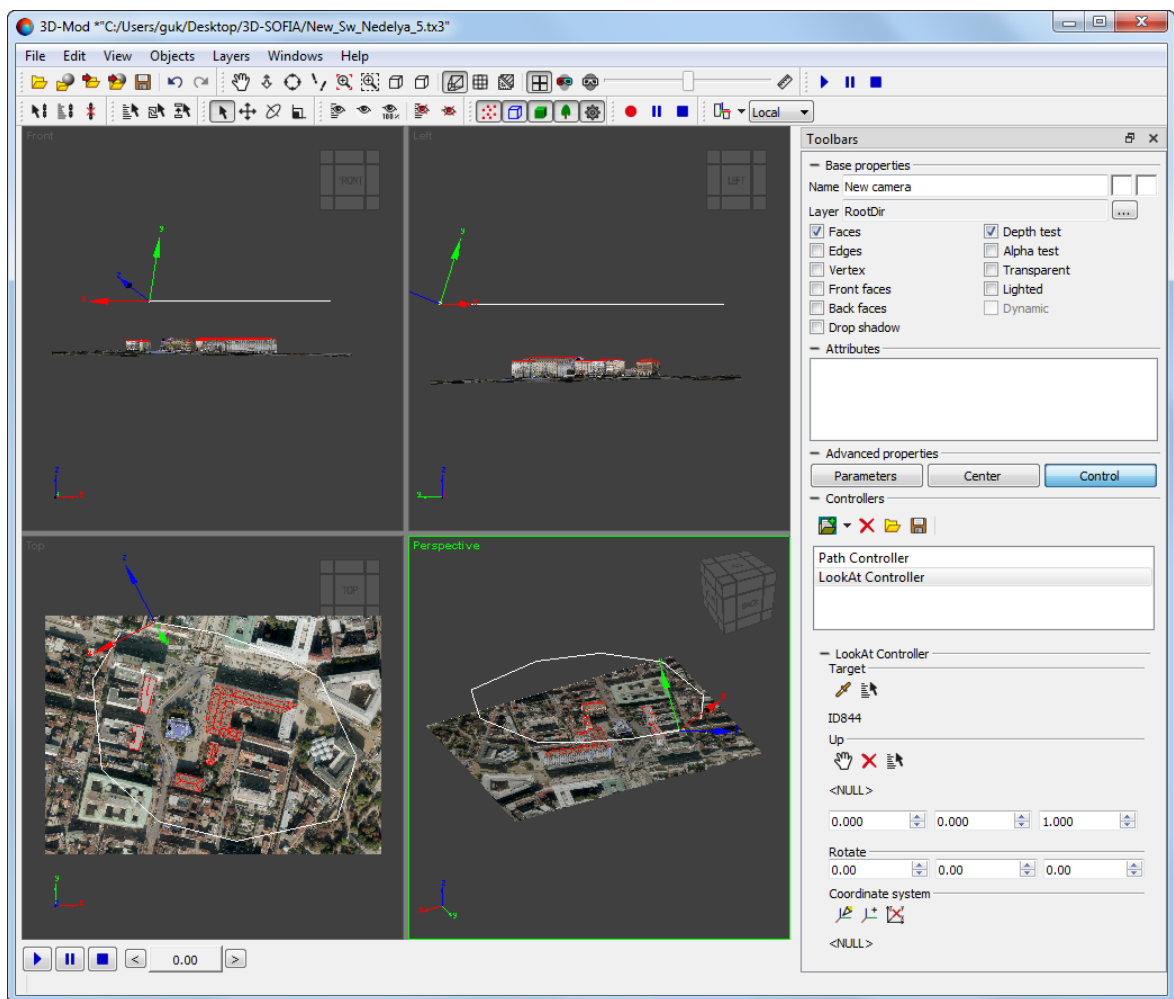 3D-Mod *"C:/Users/guk/Desktop/3D-SOFIA/New_Sw_Nedelya_5.tx3"
File Edit View Objects Layers Windows Help
100%
Local
Toolbars
Base properties
Name New camera
Layer RootDir
...
Faces Depth test
Edges Alpha test
Vertex Transparent
Front faces Lighted
Back faces Dynamic
Drop shadow
Attributes
Advanced properties
Parameters Center Control
Controllers
Path Controller
LookAt Controller
LookAt Controller
Target
ID844
Up
<NULL>
0.000 0.000 1.000
Rotate
0.00 0.00 0.00
Coordinate system
<NULL>
Front
FRONT
y
z
x
z
x
Left
LEFT
y
z
y
Top
TOP
z
x
y
x
Perspective
BACK
z
x
y
< 0.00 >